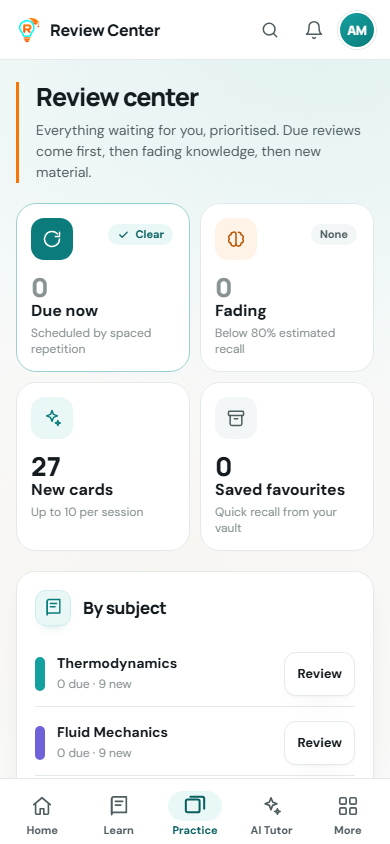 Review Center
AM
Review center
Everything waiting for you, prioritised. Due reviews
come first, then fading knowledge, then new
material.
Clear
0
Due now
Scheduled by spaced
repetition
None
0
Fading
Below 80% estimated
recall
27
New cards
Up to 10 per session
0
Saved favourites
Quick recall from your
vault
By subject
Thermodynamics
0 due · 9 new
Review
Fluid Mechanics
0 due · 9 new
Review
Home
Learn
Practice
AI Tutor
More